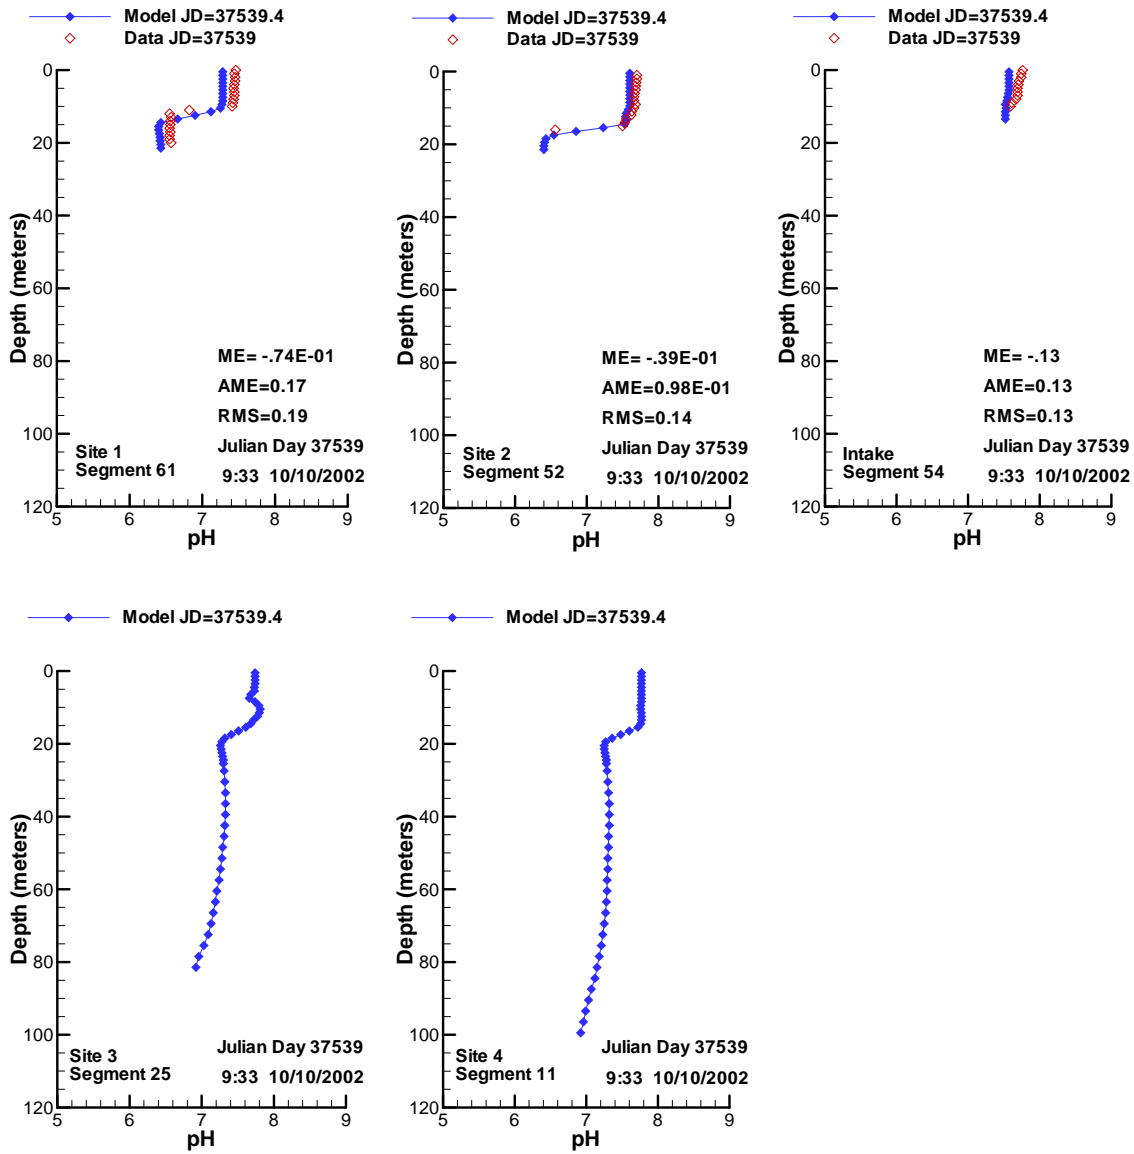 Model JD=37539.4
Data JD=37539
0
20
40
60
80
100
120
Depth (meters)
ME= -.74E-01
AME=0.17
RMS=0.19
Site 1
Segment 61
Julian Day 37539
9:33 10/10/2002
5 6 7 8 9
pH
Model JD=37539.4
Data JD=37539
0
20
40
60
80
100
120
Depth (meters)
ME= -.39E-01
AME=0.98E-01
RMS=0.14
Site 2
Segment 52
Julian Day 37539
9:33 10/10/2002
5 6 7 8 9
pH
Model JD=37539.4
Data JD=37539
0
20
40
60
80
100
120
Depth (meters)
ME= -.13
AME=0.13
RMS=0.13
Intake
Segment 54
Julian Day 37539
9:33 10/10/2002
5 6 7 8 9
pH
Model JD=37539.4
0
20
40
60
80
100
120
Depth (meters)
Site 3
Segment 25
Julian Day 37539
9:33 10/10/2002
5 6 7 8 9
pH
Model JD=37539.4
0
20
40
60
80
100
120
Depth (meters)
Site 4
Segment 11
Julian Day 37539
9:33 10/10/2002
5 6 7 8 9
pH